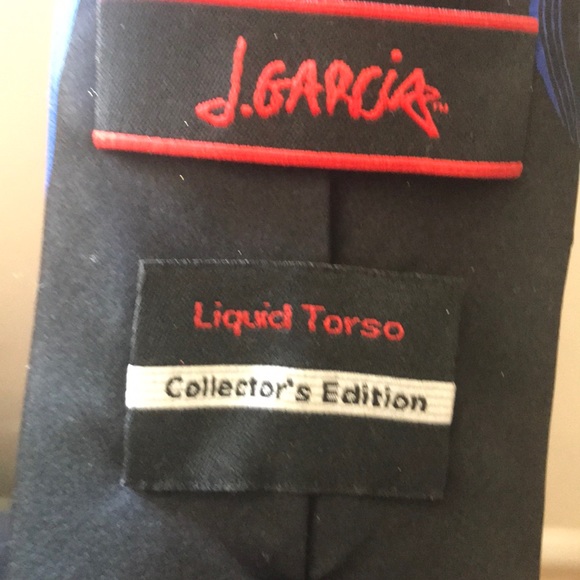 J.GARCIA™
Liquid Torso
Collector's Edition